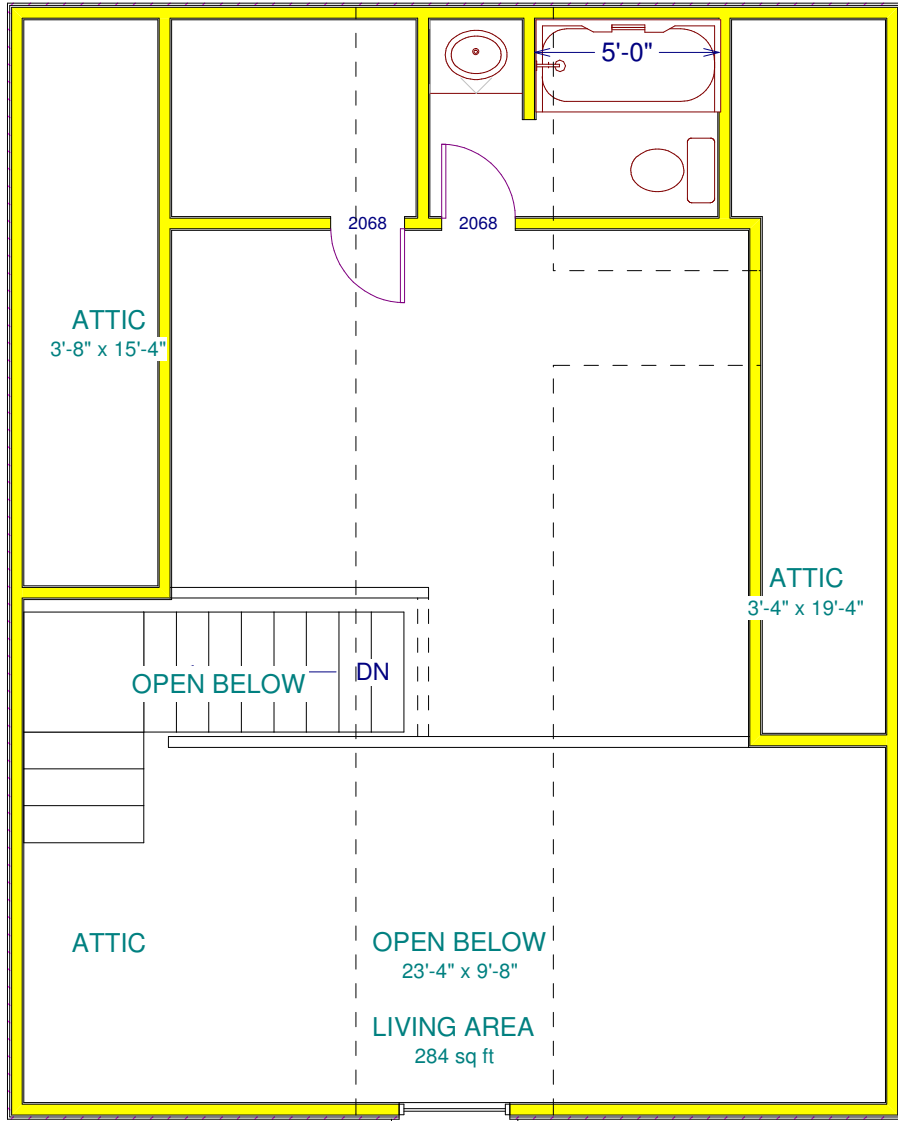 5'-0"
2068
2068
ATTIC
3'-8" x 15'-4"
ATTIC
3'-4" x 19'-4"
OPEN BELOW
DN
ATTIC
OPEN BELOW
23'-4" x 9'-8"
LIVING AREA
284 sq ft